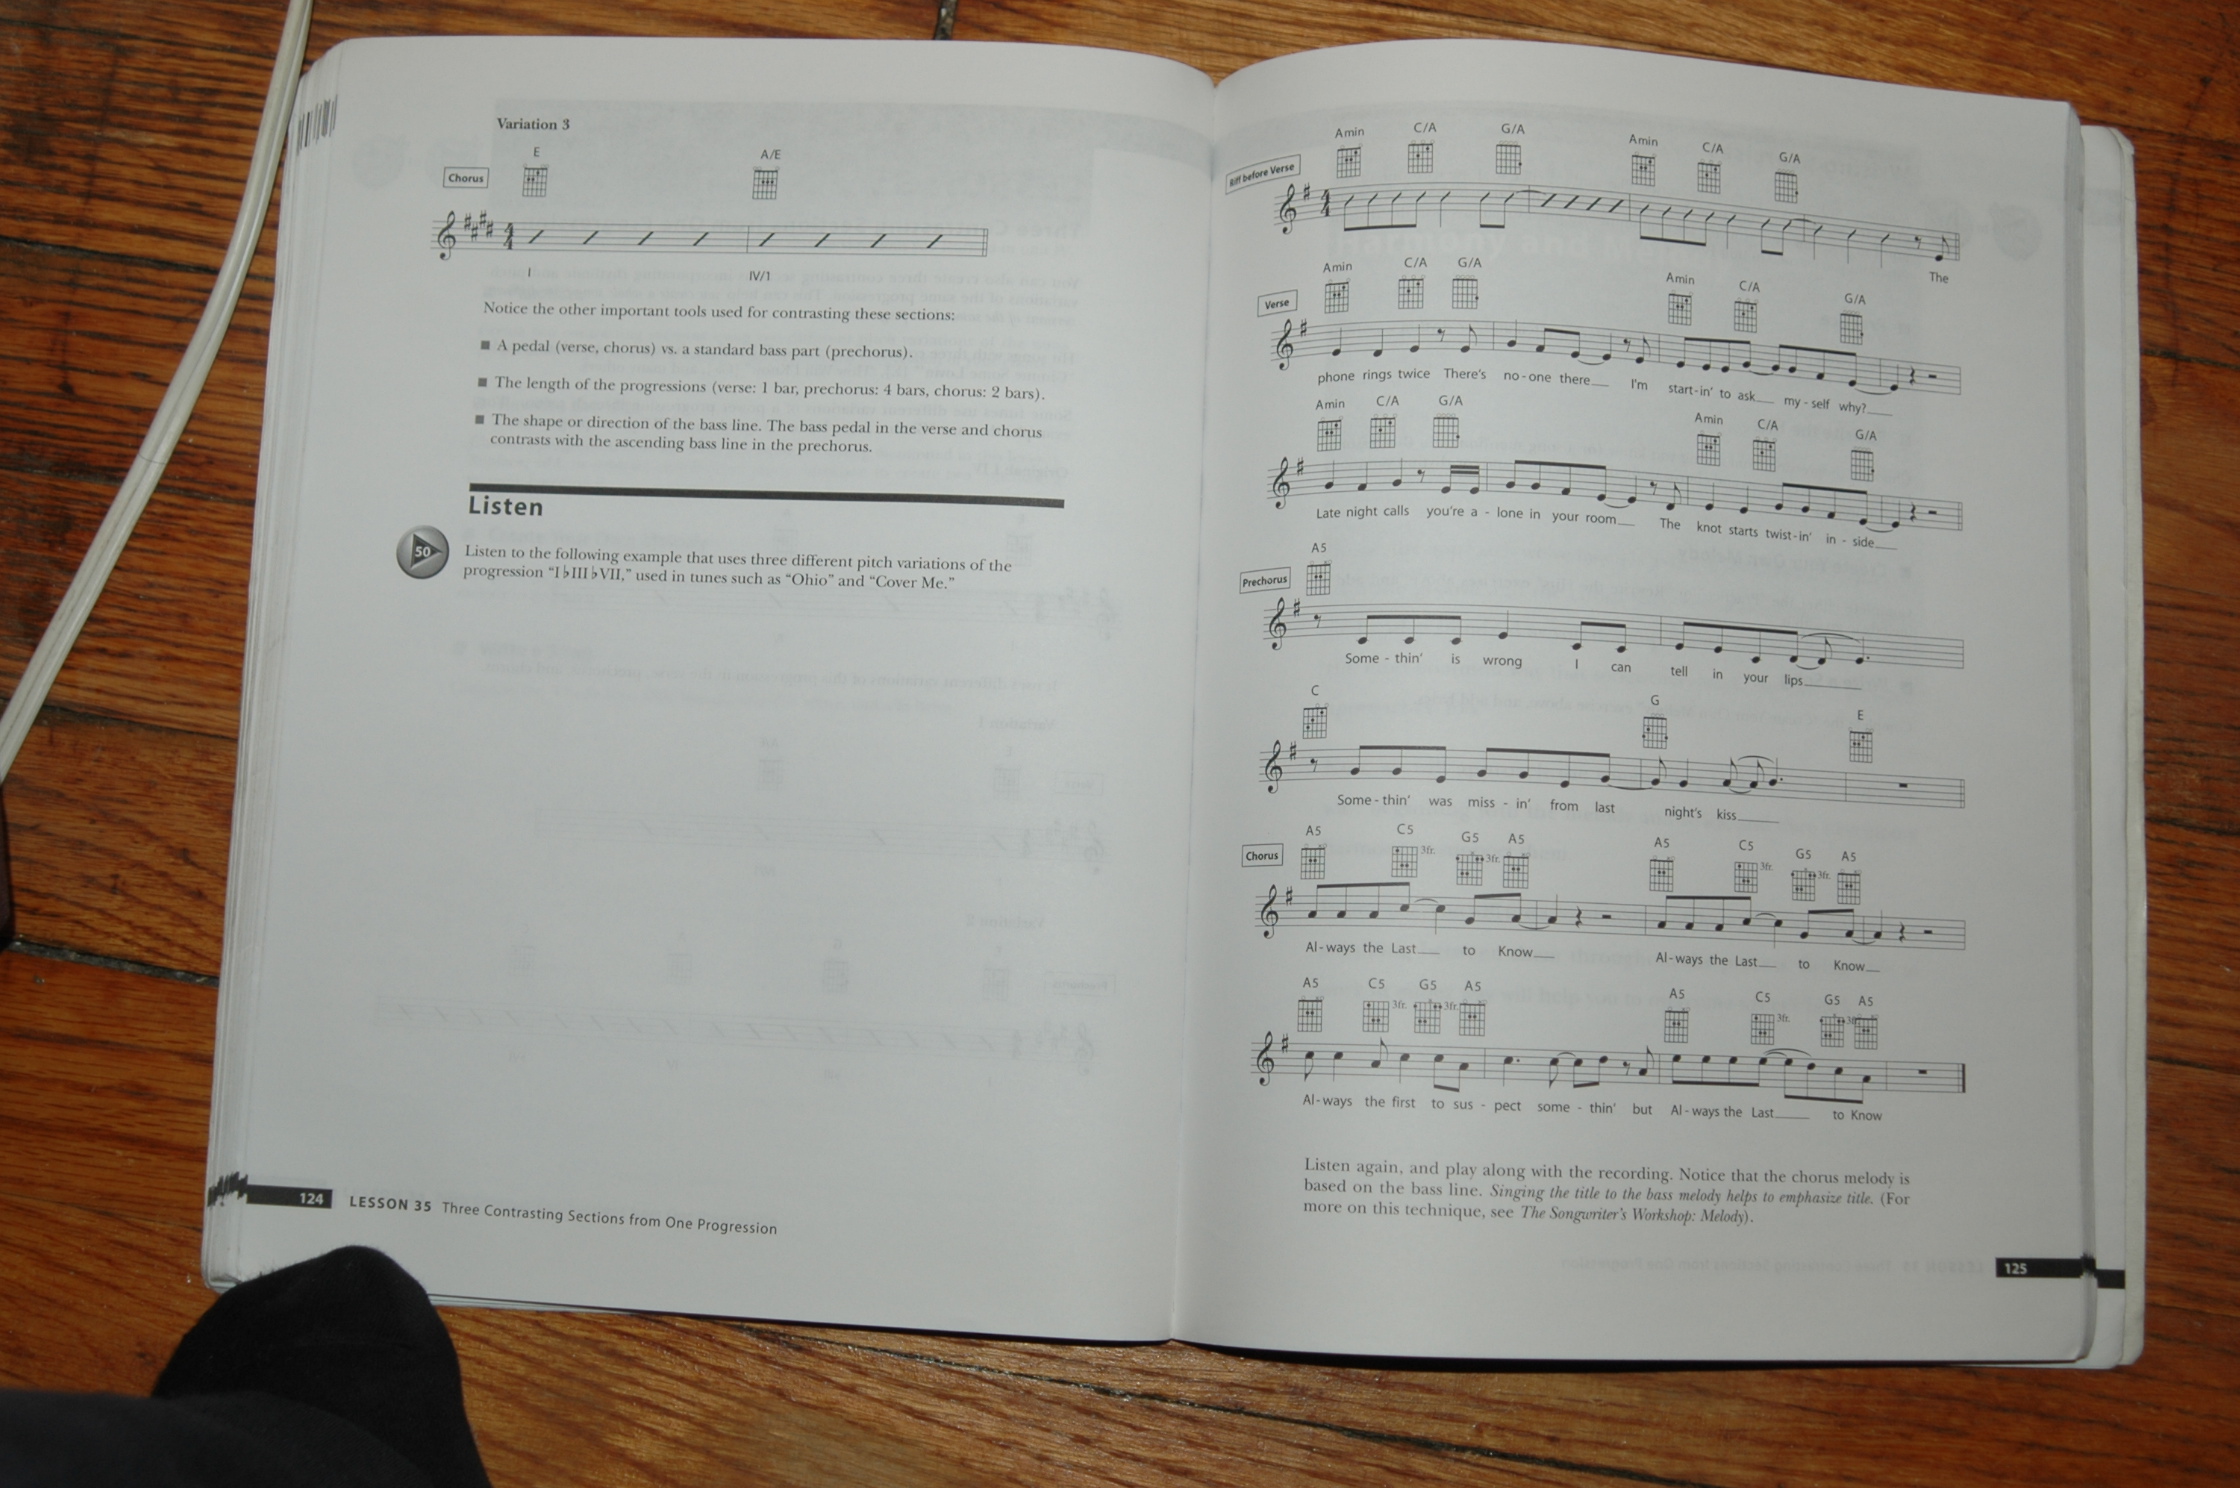 Variation 3
E A/E
Chorus
I IV/1
Notice the other important tools used for contrasting these sections:
■ A pedal (verse, chorus) vs. a standard bass part (prechorus).
■ The length of the progressions (verse: 1 bar, prechorus: 4 bars, chorus: 2 bars).
■ The shape or direction of the bass line. The bass pedal in the verse and chorus
contrasts with the ascending bass line in the prechorus.
Listen
50
Listen to the following example that uses three different pitch variations of the
progression “I ♭III ♭VII,” used in tunes such as “Ohio” and “Cover Me.”
124 LESSON 35 Three Contrasting Sections from One Progression
Riff before Verse
Amin C/A G/A Amin C/A G/A
The
Verse
Amin C/A G/A Amin C/A G/A
phone rings twice There's no - one there I'm start - in' to ask my - self why?
Amin C/A G/A Amin C/A G/A
Late night calls you're a - lone in your room The knot starts twist - in' in - side
Prechorus
A5
Some - thin' is wrong I can tell in your lips
C G E
Some - thin' was miss - in' from last night's kiss
Chorus
A5 C5 3fr. G5 3fr. A5 A5 C5 3fr. G5 3fr. A5
Al - ways the Last to Know Al - ways the Last to Know
A5 C5 3fr. G5 3fr. A5 A5 C5 3fr. G5 3fr. A5
Al - ways the first to sus - pect some - thin' but Al - ways the Last to Know
Listen again, and play along with the recording. Notice that the chorus melody is
based on the bass line. Singing the title to the bass melody helps to emphasize title. (For
more on this technique, see The Songwriter's Workshop: Melody).
125